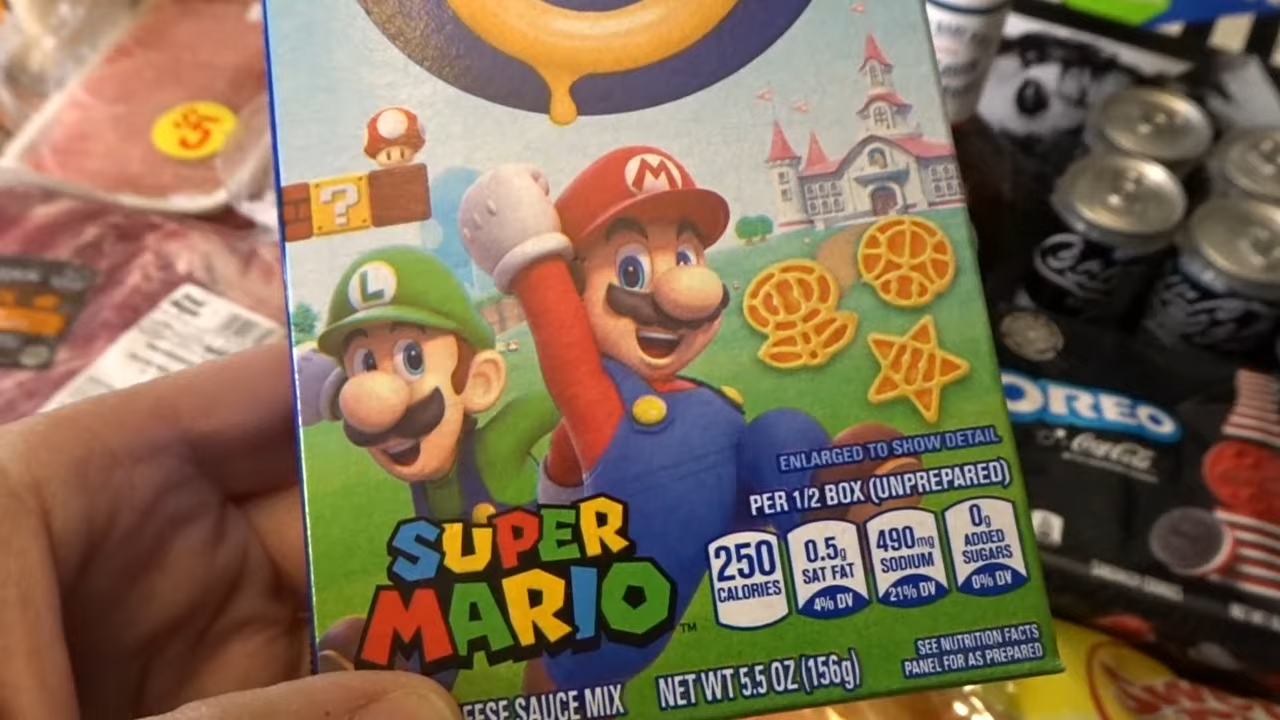 ?
M
L
ENLARGED TO SHOW DETAIL
PER 1/2 BOX (UNPREPARED)
250
CALORIES
0.5g
SAT FAT
4% DV
490mg
SODIUM
21% DV
0g
ADDED
SUGARS
0% DV
SUPER
MARIO™
SEE NUTRITION FACTS
PANEL FOR AS PREPARED
EESE SAUCE MIX
NET WT 5.5 OZ (156g)
OREO
Coca-Cola